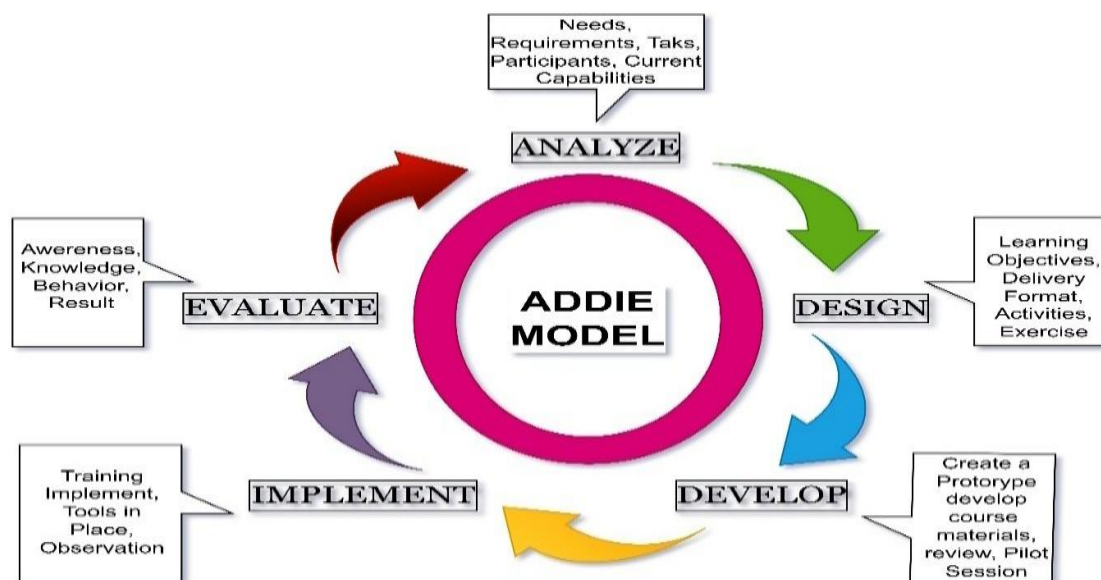 Needs,
Requirements, Taks,
Participants, Current
Capabilities
ANALYZE
Awereness,
Knowledge,
Behavior,
Result
EVALUATE
ADDIE
MODEL
DESIGN
Learning
Objectives,
Delivery
Format,
Activities,
Exercise
Training
Implement,
Tools in
Place,
Observation
IMPLEMENT
DEVELOP
Create a
Protorype
develop
course
materials,
review, Pilot
Session